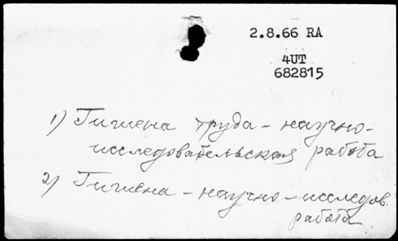 2.8.66 RA
4UT
682815
1) Гигиена труда – научно-
исследовательская работа
2) Гигиена – научно – исследов.
работа